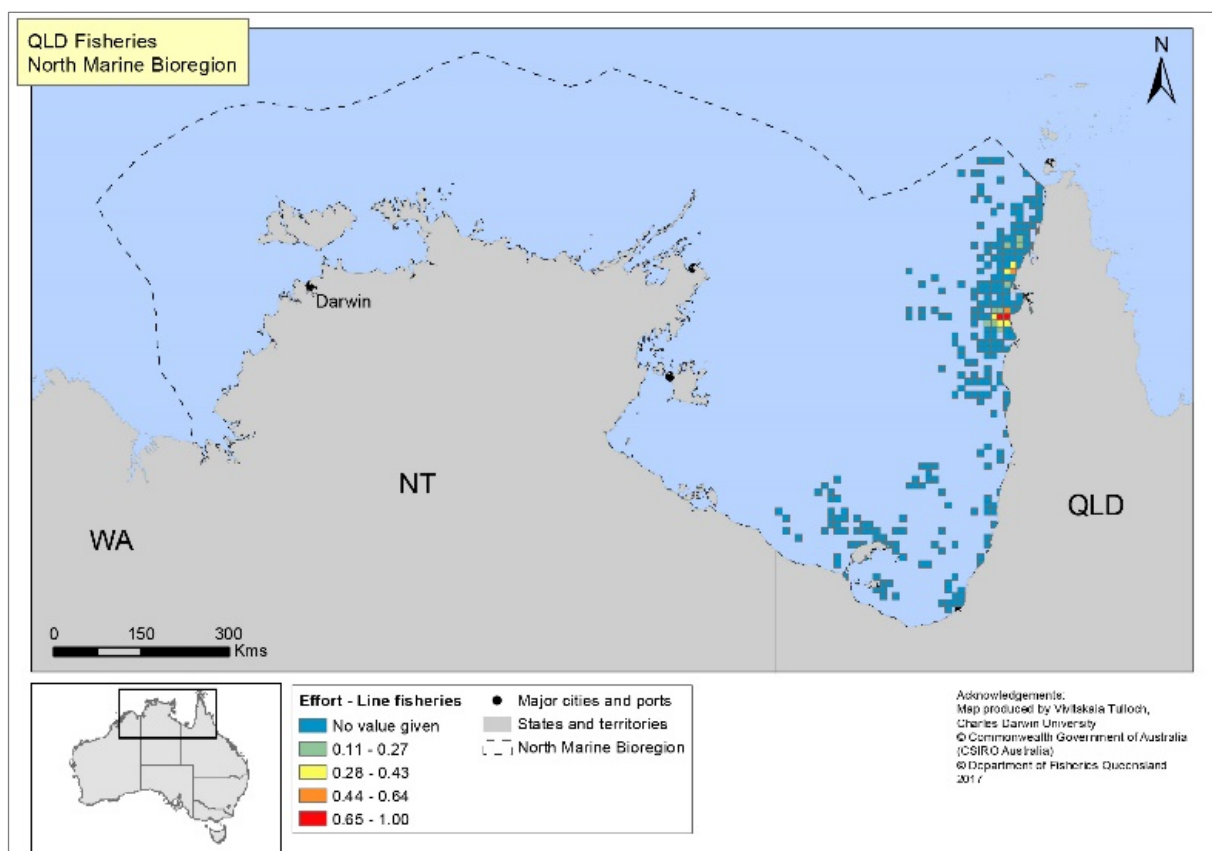 QLD Fisheries
North Marine Bioregion
N
Darwin
NT
WA
QLD
0 150 300
Kms
Effort - Line fisheries
No value given
0.11 - 0.27
0.28 - 0.43
0.44 - 0.64
0.65 - 1.00
Major cities and ports
States and territories
North Marine Bioregion
Acknowledgements:
Map produced by Vivitskaia Tulloch,
Charles Darwin University
© Commonwealth Government of Australia
(CSIRO Australia)
© Department of Fisheries Queensland
2017